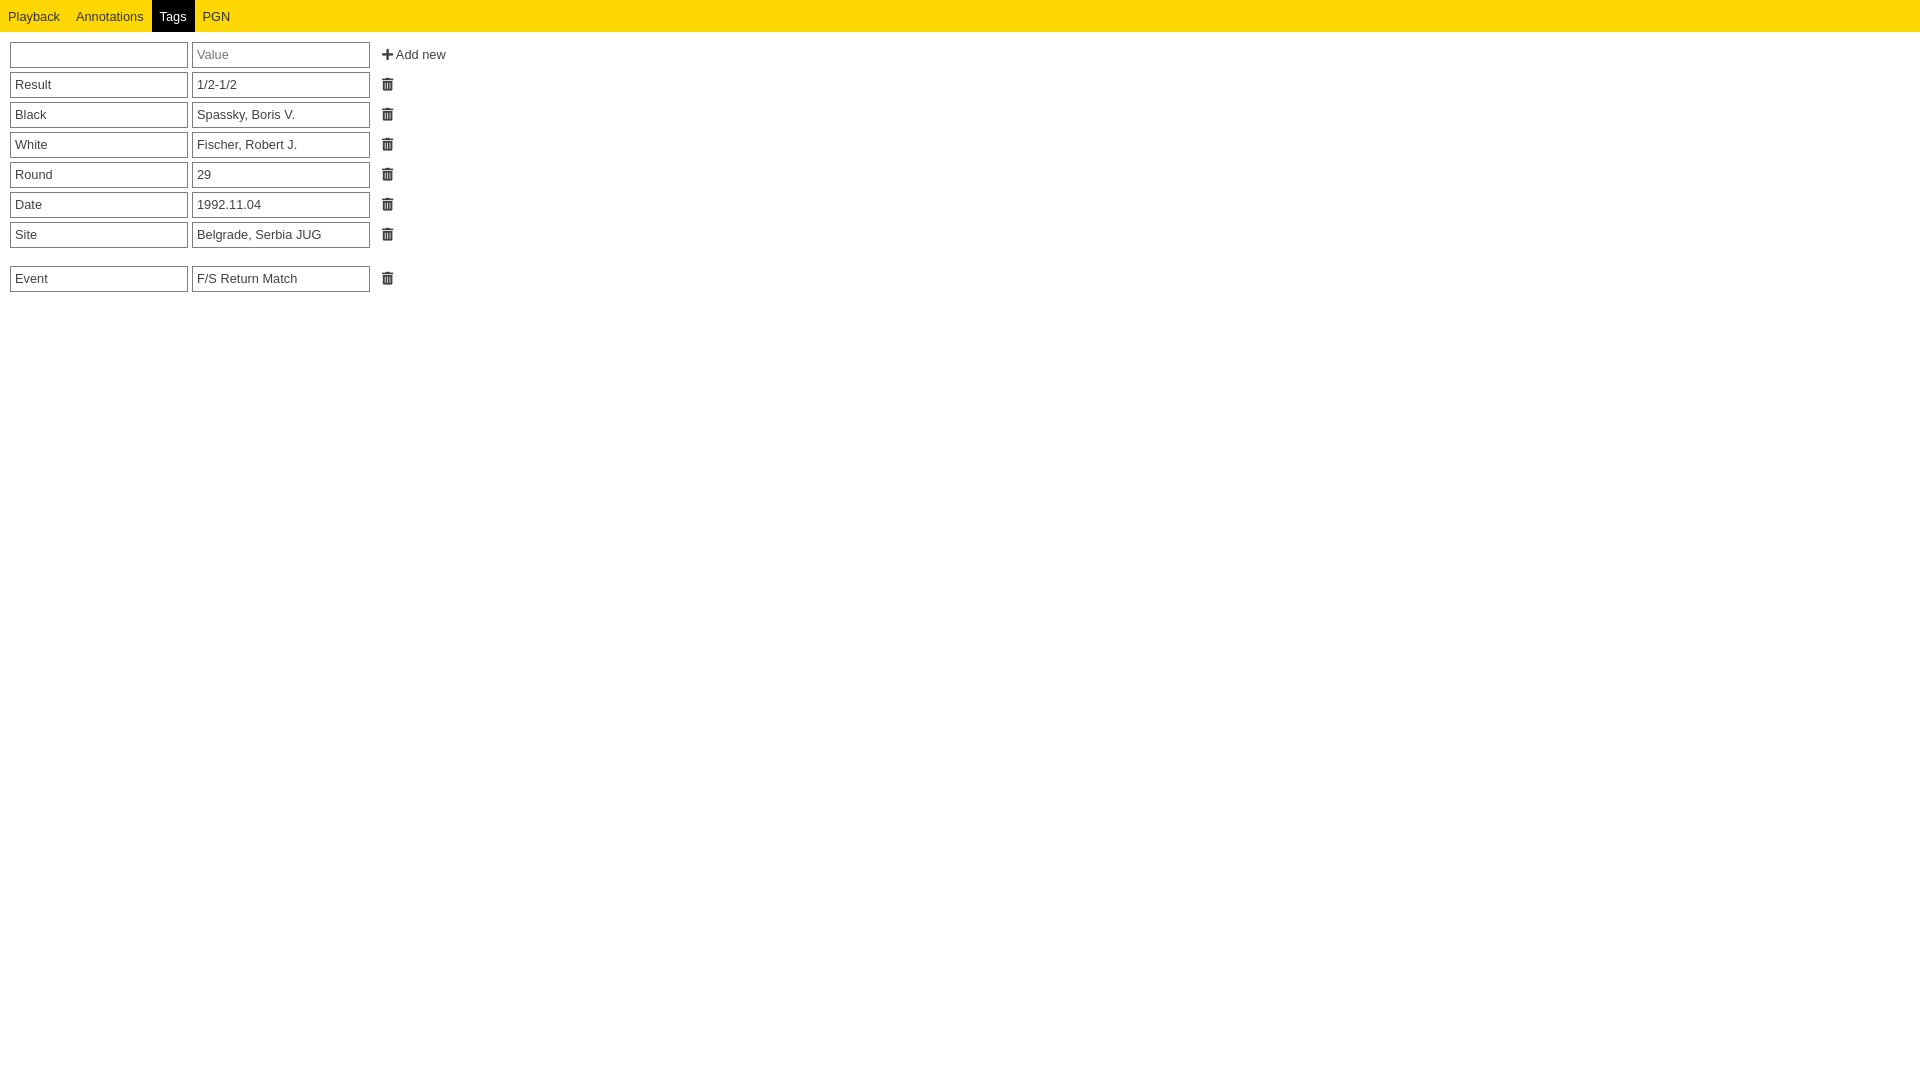 Playback Annotations Tags PGN
Value Add new
Result 1/2-1/2
Black Spassky, Boris V.
White Fischer, Robert J.
Round 29
Date 1992.11.04
Site Belgrade, Serbia JUG
Event F/S Return Match